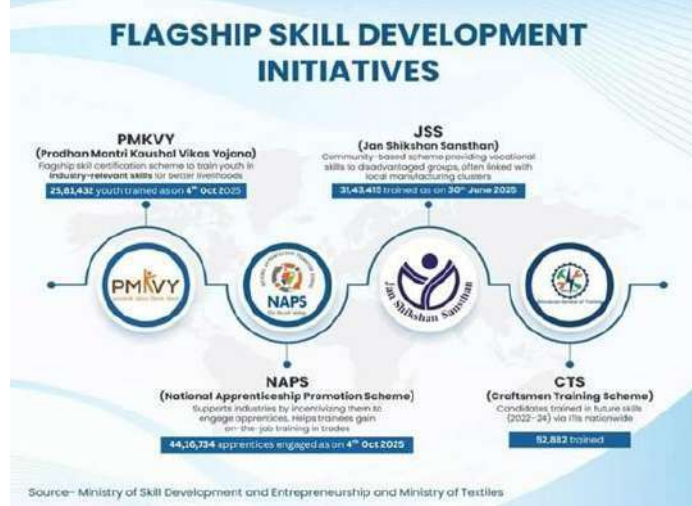 FLAGSHIP SKILL DEVELOPMENT
INITIATIVES
PMKVY
(Pradhan Mantri Kaushal Vikas Yojana)
Flagship skill certification scheme to train youth in
industry-relevant skills for better livelihoods
25,81,432 youth trained as on 4th Oct 2025
JSS
(Jan Shikshan Sansthan)
Community-based scheme providing vocational
skills to disadvantaged groups, often linked with
local manufacturing clusters
31,43,418 trained as on 30th June 2025
PMKVY
NAPS
Jan Shikshan Sansthan
NAPS
(National Apprenticeship Promotion Scheme)
Supports industries by incentivizing them to
engage apprentices. Helps trainees gain
on-the-job training in trades
44,16,734 apprentices engaged as on 4th Oct 2025
CTS
(Craftsmen Training Scheme)
Candidates trained in future skills
(2022-24) via ITIs nationwide
52,882 trained
Source- Ministry of Skill Development and Entrepreneurship and Ministry of Textiles